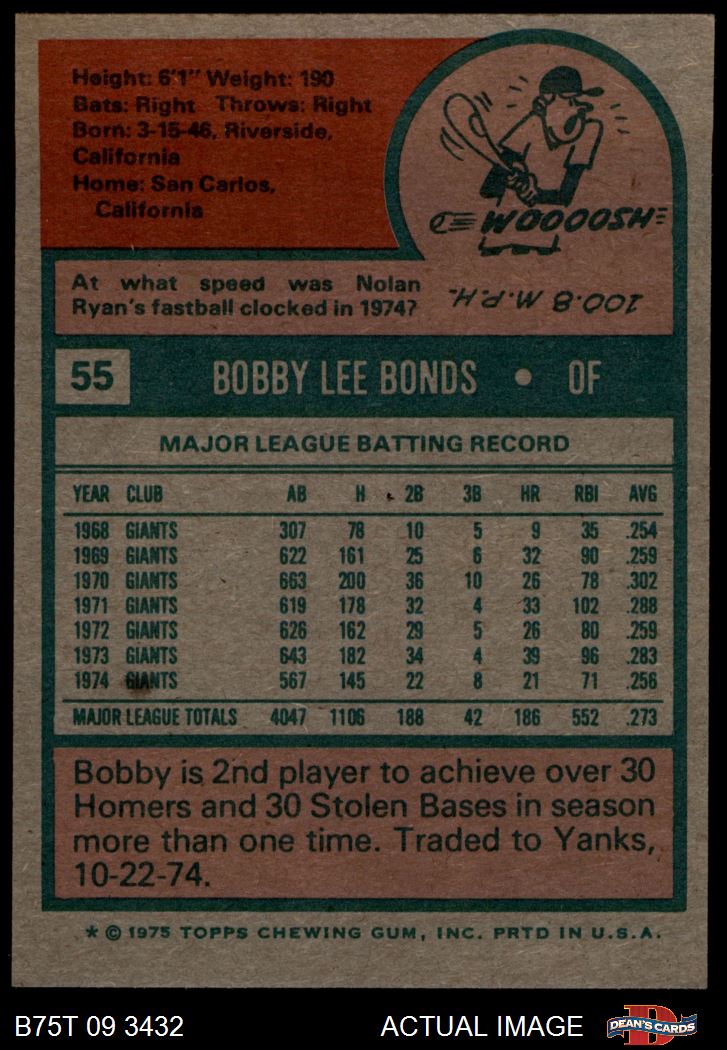 Height: 6'1" Weight: 190
Bats: Right Throws: Right
Born: 3-15-46, Riverside,
California
Home: San Carlos,
California
WOOOOSH
At what speed was Nolan
Ryan's fastball clocked in 1974?
100.8 M.P.H.
55 BOBBY LEE BONDS • OF
MAJOR LEAGUE BATTING RECORD
YEAR CLUB AB H 2B 3B HR RBI AVG
1968 GIANTS 307 78 10 5 9 35 .254
1969 GIANTS 622 161 25 6 32 90 .259
1970 GIANTS 663 200 36 10 26 78 .302
1971 GIANTS 619 178 32 4 33 102 .288
1972 GIANTS 626 162 29 5 26 80 .259
1973 GIANTS 643 182 34 4 39 96 .283
1974 GIANTS 567 145 22 8 21 71 .256
MAJOR LEAGUE TOTALS 4047 1106 188 42 186 552 .273
Bobby is 2nd player to achieve over 30
Homers and 30 Stolen Bases in season
more than one time. Traded to Yanks,
10-22-74.
* © 1975 TOPPS CHEWING GUM, INC. PRTD IN U.S.A.
B75T 09 3432 ACTUAL IMAGE DEAN'S CARDS